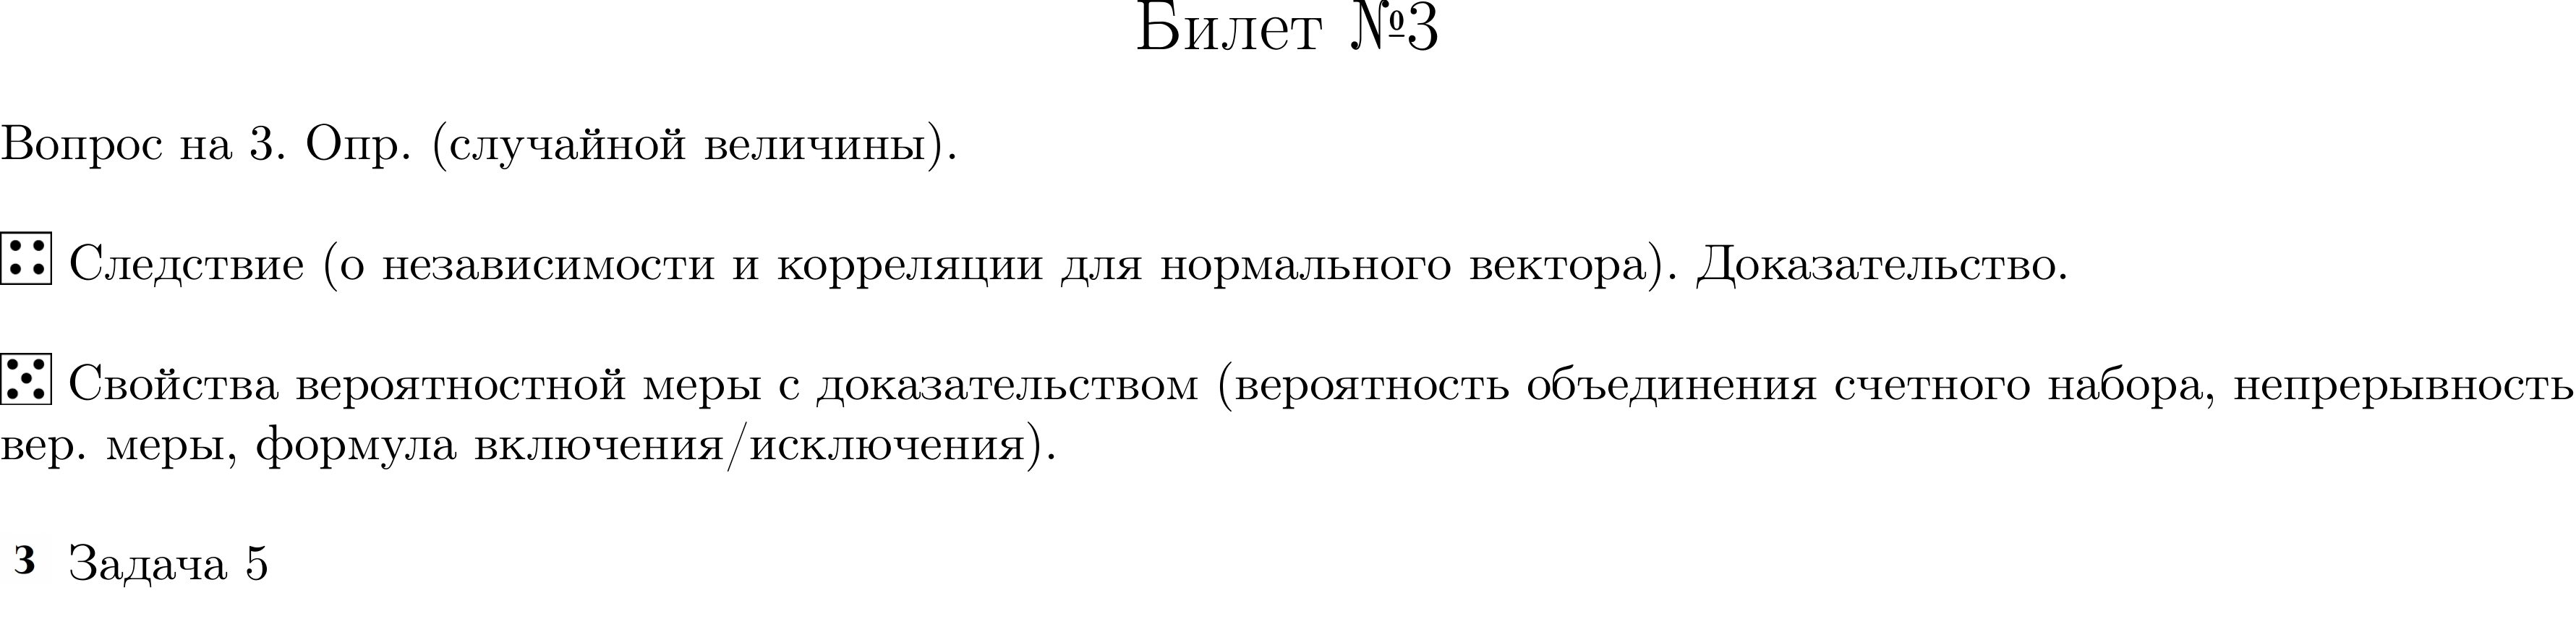 Билет №3
Вопрос на 3. Опр. (случайной величины).
Следствие (о независимости и корреляции для нормального вектора). Доказательство.
Свойства вероятностной меры с доказательством (вероятность объединения счетного набора, непрерывность
вер. меры, формула включения/исключения).
3 Задача 5